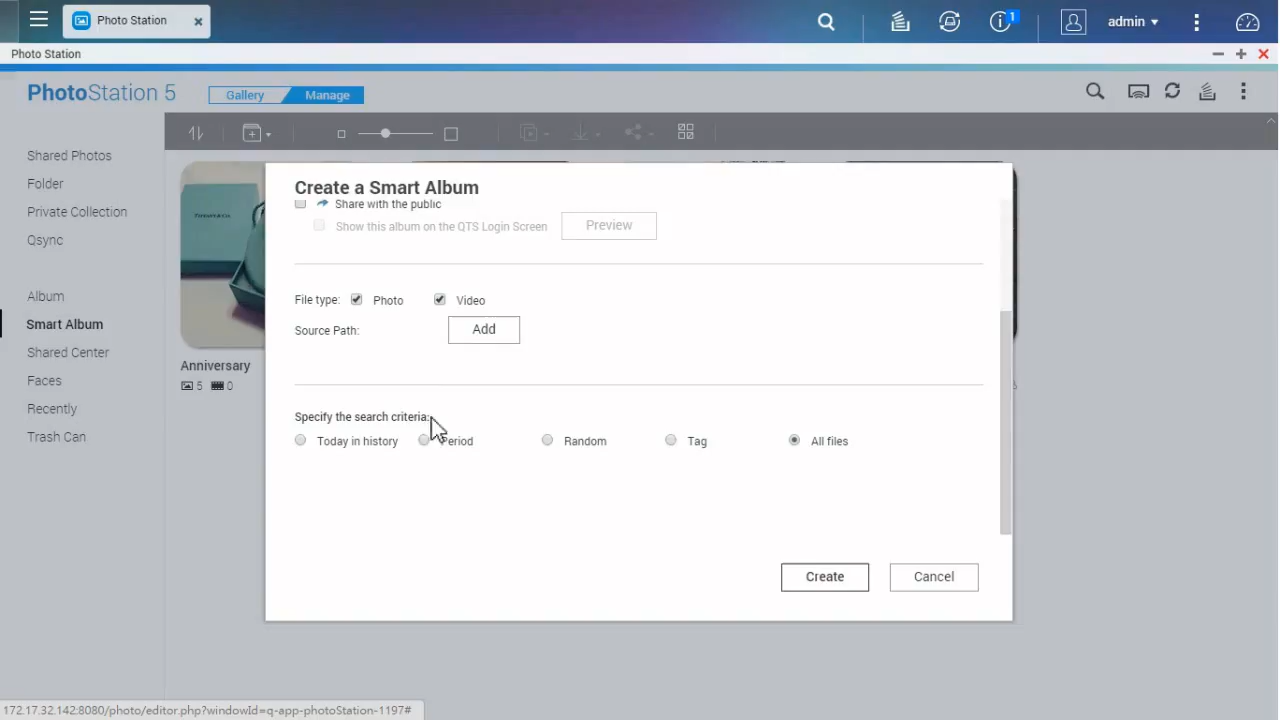 Photo Station
1
admin
Photo Station
PhotoStation 5
Gallery
Manage
Shared Photos
Folder
Private Collection
Qsync
Album
Smart Album
Shared Center
Faces
Recently
Trash Can
Anniversary
5 0
Create a Smart Album
Share with the public
Show this album on the QTS Login Screen
Preview
File type: Photo Video
Source Path: Add
Specify the search criteria:
Today in history Period Random Tag All files
Create Cancel
172.17.32.142:8080/photo/editor.php?windowId=q-app-photoStation-1197#